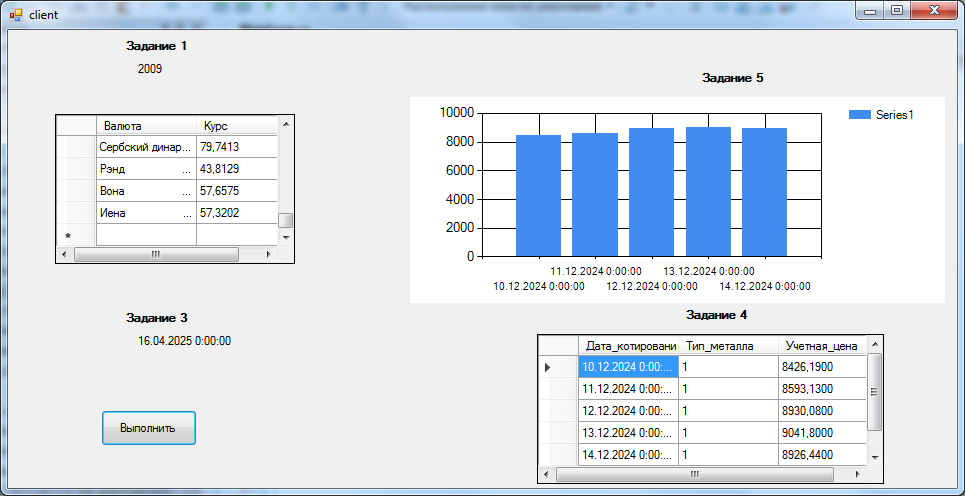 client
Задание 1
2009
Валюта Курс
Сербский динар... 79,7413
Рэнд ... 43,8129
Вона ... 57,6575
Иена ... 57,3202
*
Задание 3
16.04.2025 0:00:00
Выполнить
Задание 5
10000
8000
6000
4000
2000
0
11.12.2024 0:00:00 13.12.2024 0:00:00
10.12.2024 0:00:00 12.12.2024 0:00:00 14.12.2024 0:00:00
Series1
Задание 4
Дата_котировани Тип_металла Учетная_цена
10.12.2024 0:00:... 1 8426,1900
11.12.2024 0:00:... 1 8593,1300
12.12.2024 0:00:... 1 8930,0800
13.12.2024 0:00:... 1 9041,8000
14.12.2024 0:00:... 1 8926,4400